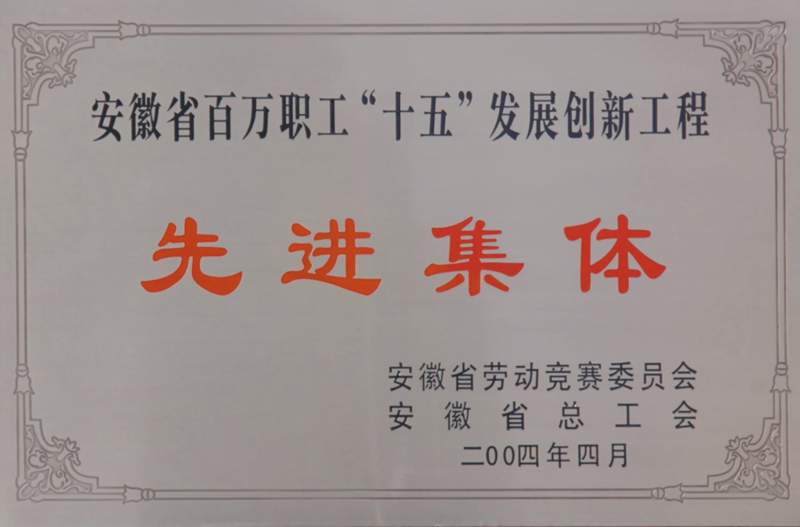 安徽省百万职工“十五”发展创新工程
先进集体
安徽省劳动竞赛委员会
安徽省总工会
二00四年四月